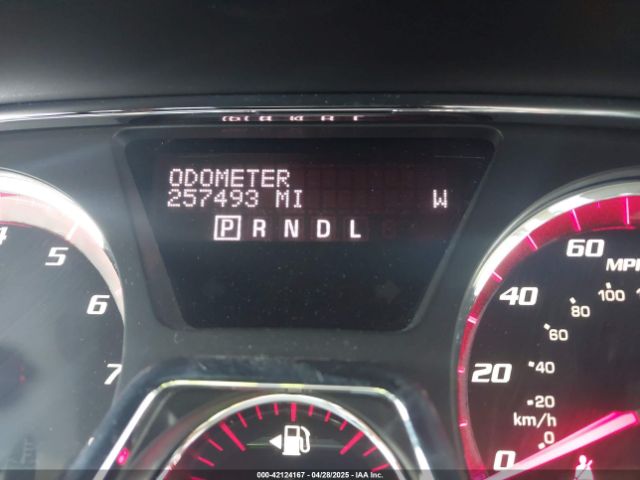 ODOMETER
257493 MI W
P R N D L
4 5 6 7
60 MPH
40 100
80
60
20 40
20
km/h
0 0
000-42124167 - 04/28/2025 - © IAA Inc.